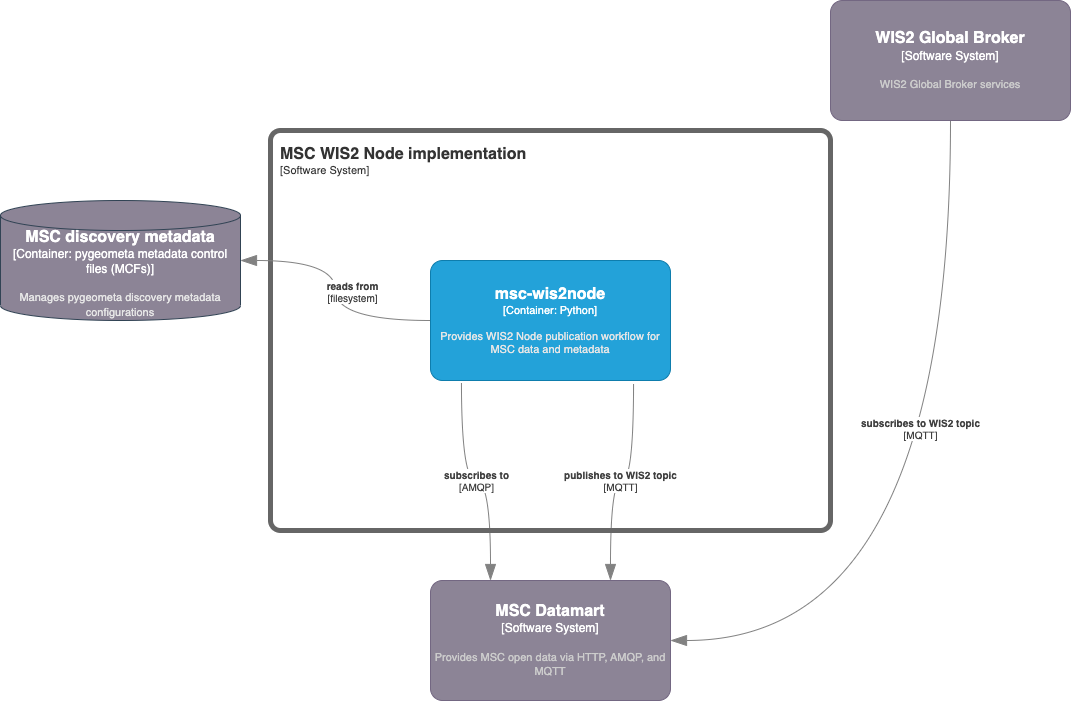 WIS2 Global Broker
[Software System]
WIS2 Global Broker services
MSC WIS2 Node implementation
[Software System]
MSC discovery metadata
[Container: pygeometa metadata control
files (MCFs)]
Manages pygeometa discovery metadata
configurations
reads from
[filesystem]
msc-wis2node
[Container: Python]
Provides WIS2 Node publication workflow for
MSC data and metadata
subscribes to WIS2 topic
[MQTT]
subscribes to
[AMQP]
publishes to WIS2 topic
[MQTT]
MSC Datamart
[Software System]
Provides MSC open data via HTTP, AMQP, and
MQTT